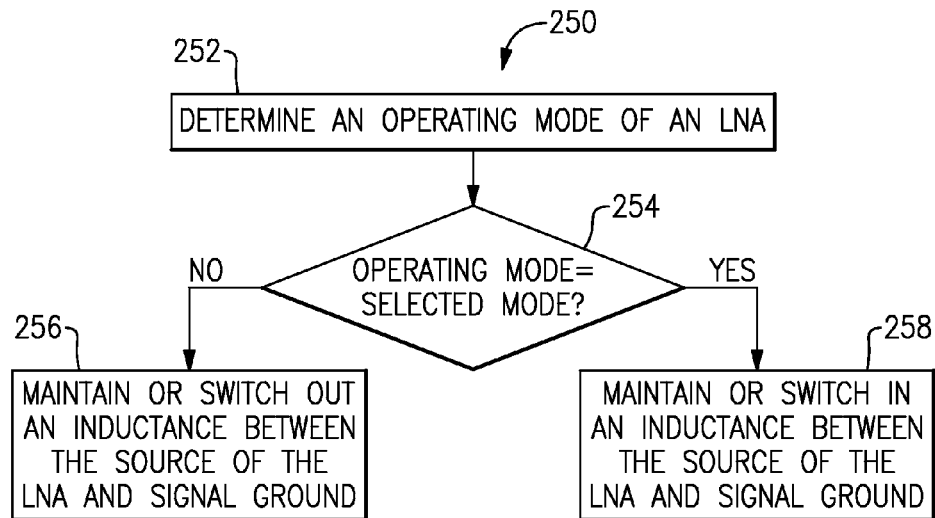 250
252
DETERMINE AN OPERATING MODE OF AN LNA
254
OPERATING MODE=
SELECTED MODE?
NO
YES
256
MAINTAIN OR SWITCH OUT
AN INDUCTANCE BETWEEN
THE SOURCE OF THE
LNA AND SIGNAL GROUND
258
MAINTAIN OR SWITCH IN
AN INDUCTANCE BETWEEN
THE SOURCE OF THE
LNA AND SIGNAL GROUND